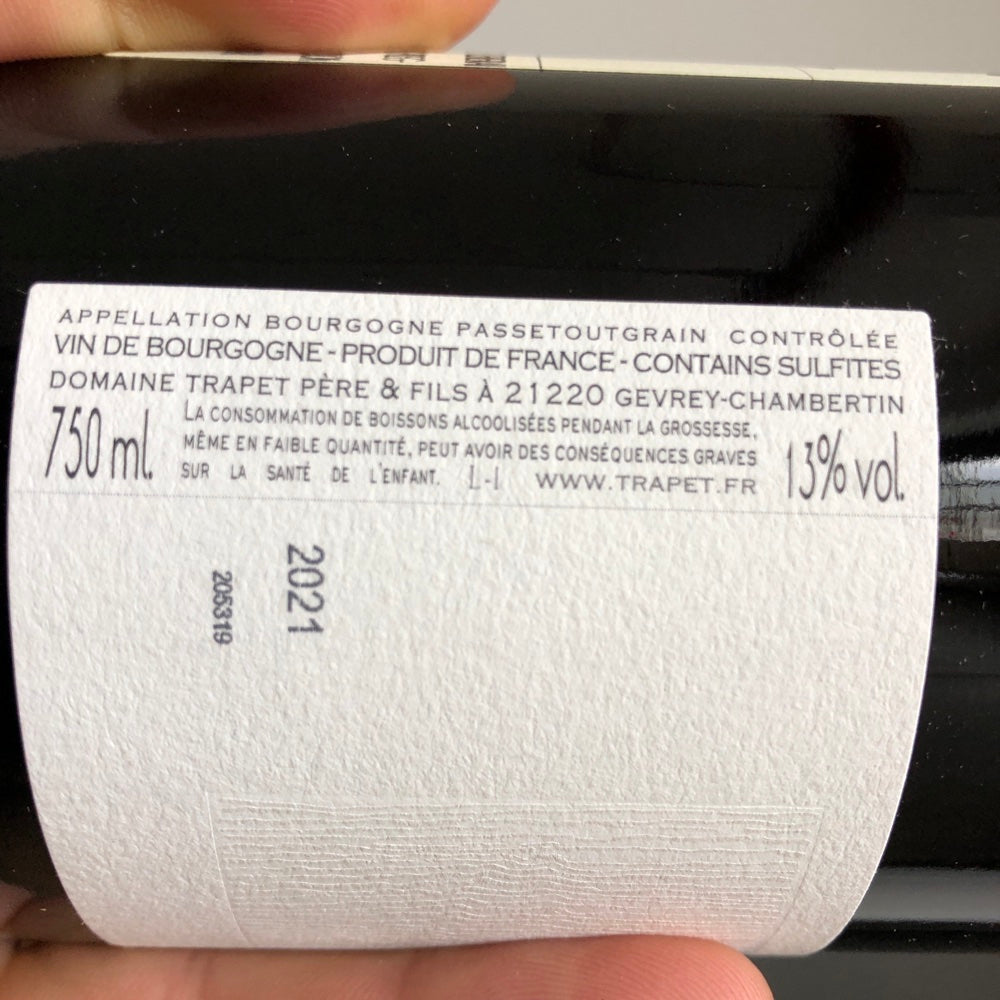 APPELLATION BOURGOGNE PASSETOUTGRAIN CONTRÔLÉE
VIN DE BOURGOGNE - PRODUIT DE FRANCE - CONTAINS SULFITES
DOMAINE TRAPET PÈRE & FILS À 21220 GEVREY-CHAMBERTIN
750 ml.
LA CONSOMMATION DE BOISSONS ALCOOLISÉES PENDANT LA GROSSESSE,
MÊME EN FAIBLE QUANTITÉ, PEUT AVOIR DES CONSÉQUENCES GRAVES
SUR LA SANTÉ DE L'ENFANT. L-I WWW.TRAPET.FR
13% vol.
2021
205319